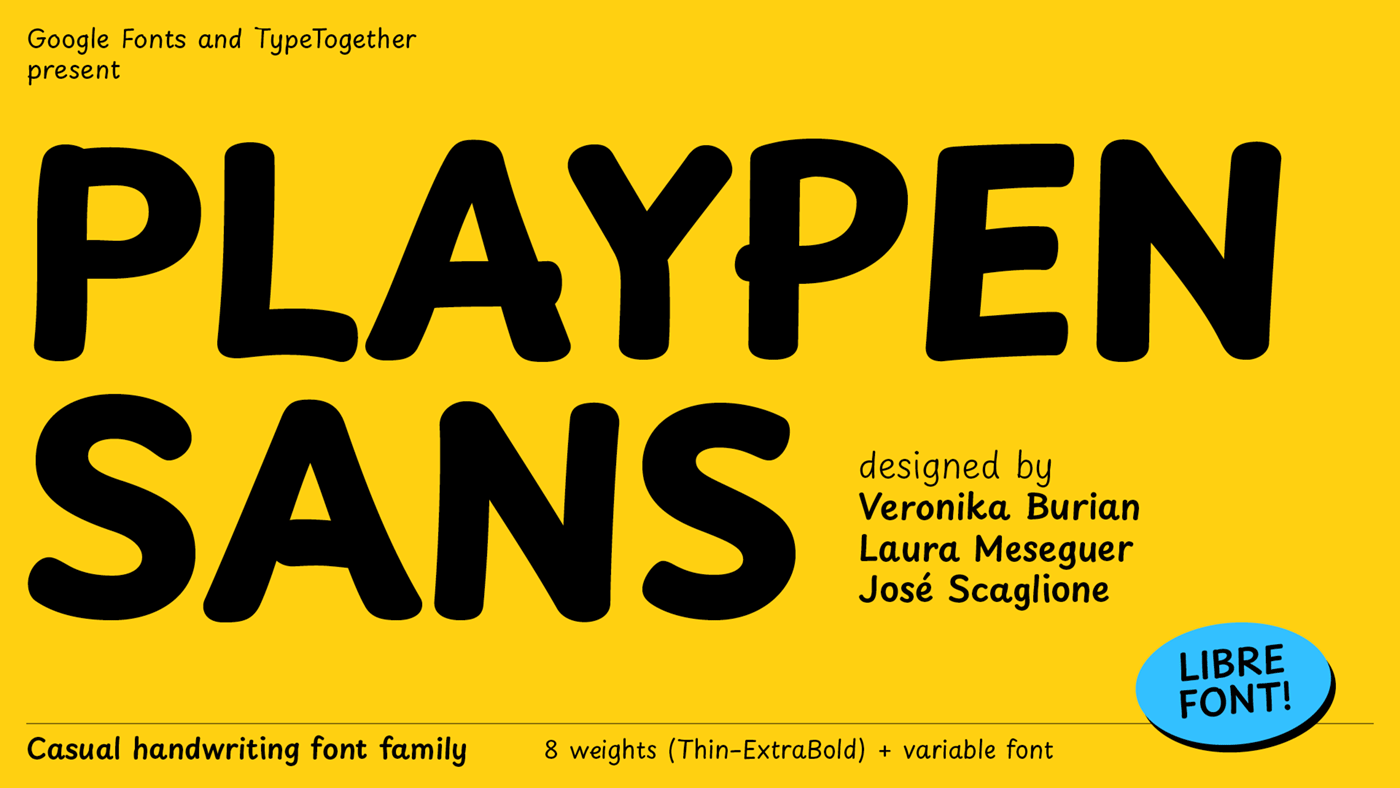 Google Fonts and TypeTogether
present
PLAYPEN
SANS
designed by
Veronika Burian
Laura Meseguer
José Scaglione
LIBRE
FONT!
Casual handwriting font family
8 weights (Thin-ExtraBold) + variable font